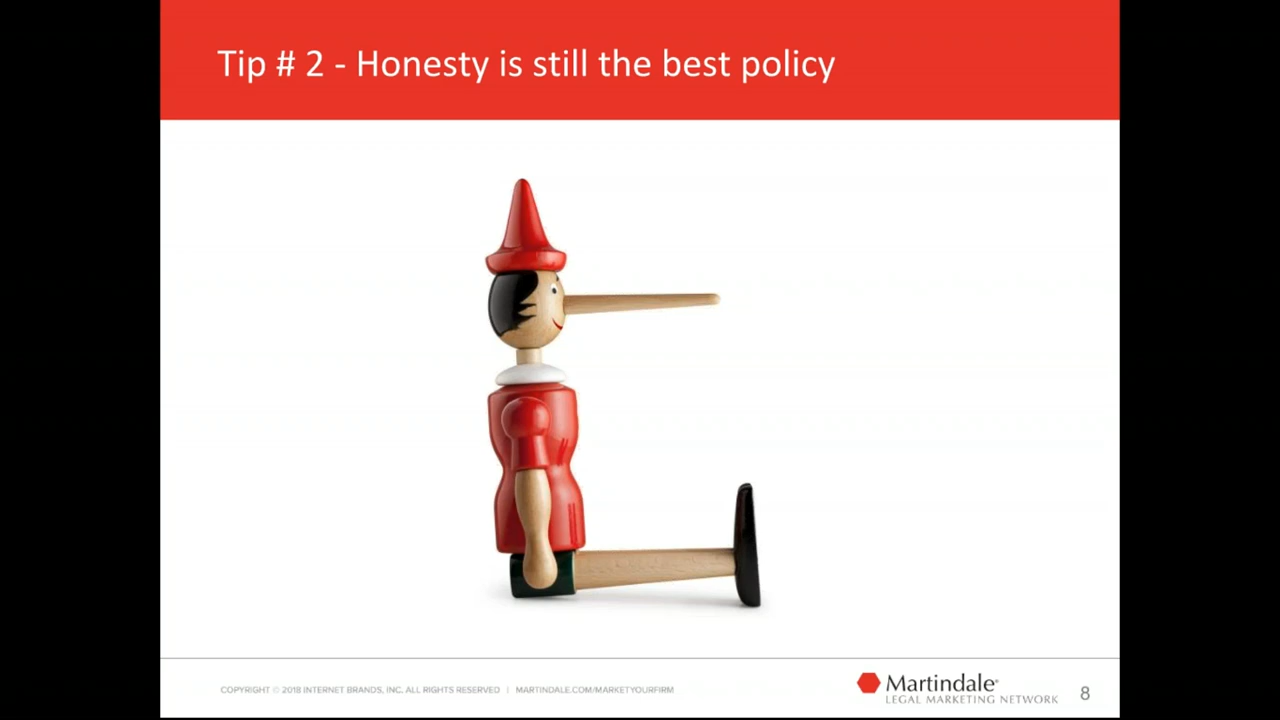 Tip # 2 - Honesty is still the best policy
COPYRIGHT © 2018 INTERNET BRANDS, INC. ALL RIGHTS RESERVED | MARTINDALE.COM/MARKETYOURFIRM
Martindale®
LEGAL MARKETING NETWORK
8